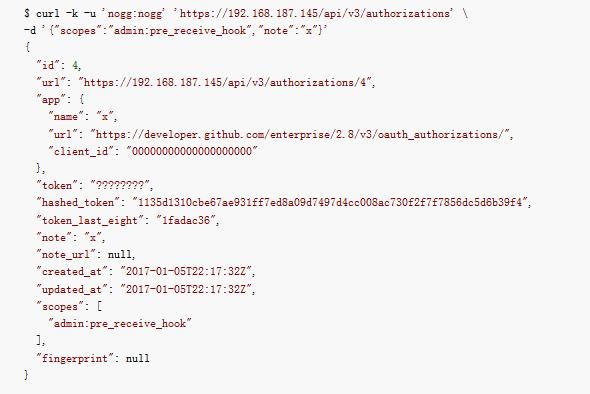 $ curl -k -u 'nogg:nogg' 'https://192.168.187.145/api/v3/authorizations' \
-d '{"scopes":"admin:pre_receive_hook","note":"x"}'
{
"id": 4,
"url": "https://192.168.187.145/api/v3/authorizations/4",
"app": {
"name": "x",
"url": "https://developer.github.com/enterprise/2.8/v3/oauth_authorizations/",
"client_id": "00000000000000000000"
},
"token": "????????",
"hashed_token": "1135d1310cbe67ae931ff7ed8a09d7497d4cc008ac730f2f7f7856dc5d6b39f4",
"token_last_eight": "1fadac36",
"note": "x",
"note_url": null,
"created_at": "2017-01-05T22:17:32Z",
"updated_at": "2017-01-05T22:17:32Z",
"scopes": [
"admin:pre_receive_hook"
],
"fingerprint": null
}